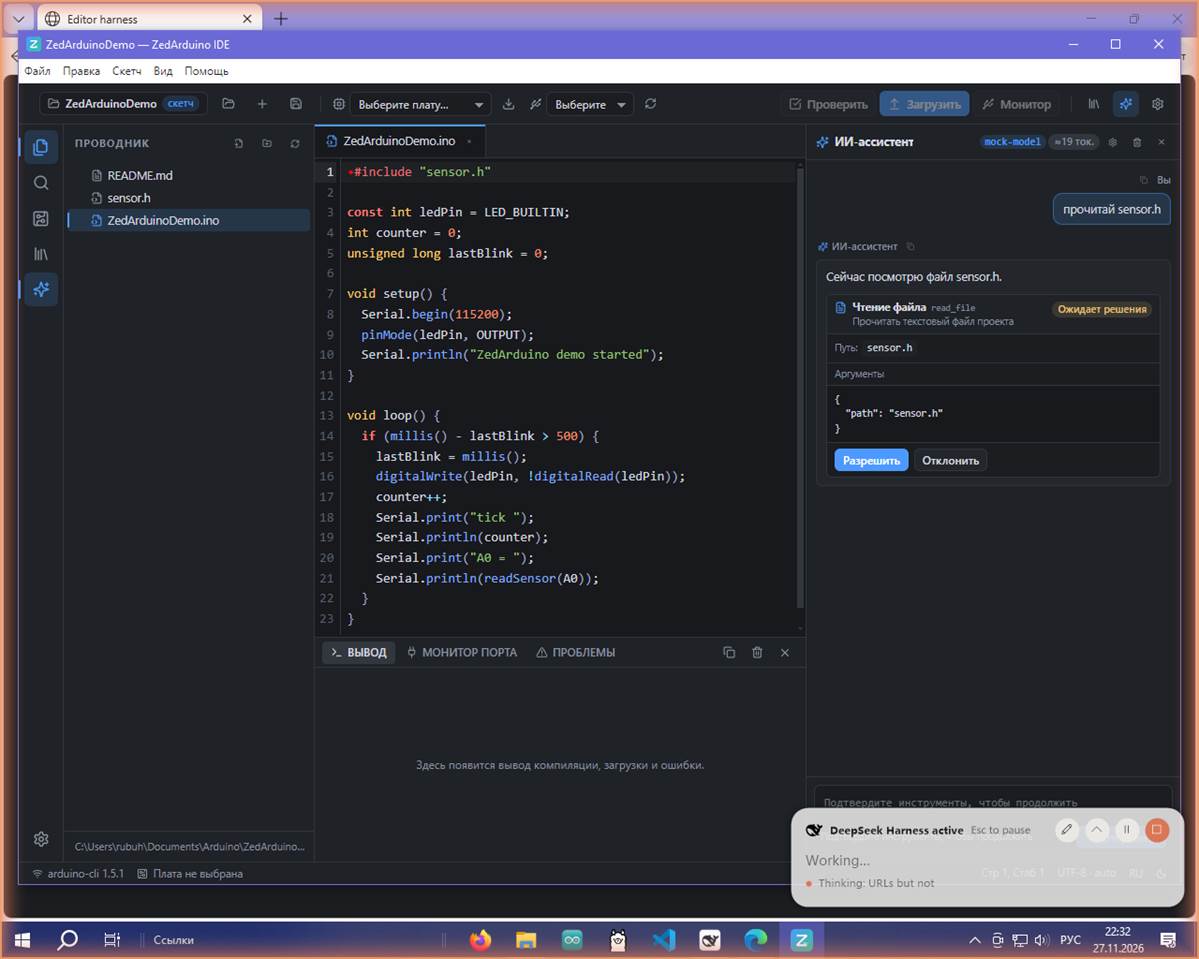 Editor harness
ZedArduinoDemo — ZedArduino IDE
Файл Правка Скетч Вид Помощь
ZedArduinoDemo скетч Выберите плату... Выберите Проверить Загрузить Монитор
ПРОВОДНИК
README.md
sensor.h
ZedArduinoDemo.ino
C:\Users\rubuh\Documents\Arduino\ZedArduino...
ZedArduinoDemo.ino
1 #include "sensor.h"
2
3 const int ledPin = LED_BUILTIN;
4 int counter = 0;
5 unsigned long lastBlink = 0;
6
7 void setup() {
8 Serial.begin(115200);
9 pinMode(ledPin, OUTPUT);
10 Serial.println("ZedArduino demo started");
11 }
12
13 void loop() {
14 if (millis() - lastBlink > 500) {
15 lastBlink = millis();
16 digitalWrite(ledPin, !digitalRead(ledPin));
17 counter++;
18 Serial.print("tick ");
19 Serial.println(counter);
20 Serial.print("A0 = ");
21 Serial.println(readSensor(A0));
22 }
23 }
ВЫВОД МОНИТОР ПОРТА ПРОБЛЕМЫ
Здесь появится вывод компиляции, загрузки и ошибки.
ИИ-ассистент mock-model ≈19 ток.
Вы
прочитай sensor.h
ИИ-ассистент
Сейчас посмотрю файл sensor.h.
Чтение файла read_file Ожидает решения
Прочитать текстовый файл проекта
Путь: sensor.h
Аргументы
{
"path": "sensor.h"
}
Разрешить Отклонить
Подтвердите инструменты, чтобы продолжить
DeepSeek Harness active Esc to pause
Working...
Thinking: URLs but not
arduino-cli 1.5.1 Плата не выбрана Стр 1, Стлб 1 UTF-8 · auto RU
Ссылки РУС 22:32
27.11.2026